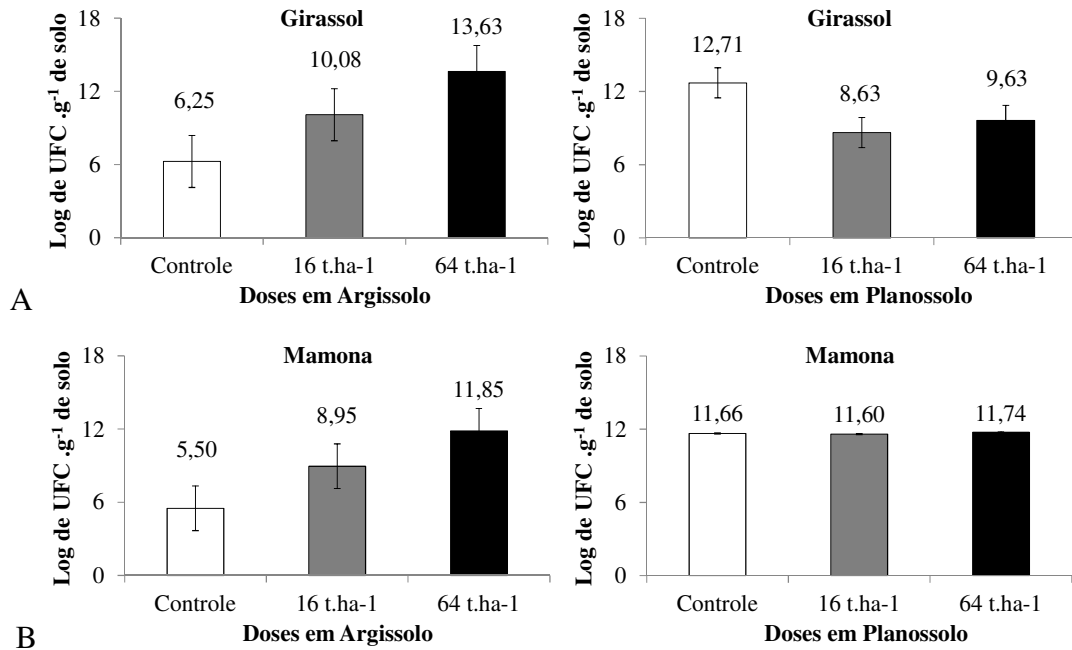 Girassol
Log de UFC .g⁻¹ de solo
18
12
6
0
6,25
10,08
13,63
Controle
16 t.ha-1
64 t.ha-1
Doses em Argissolo
Girassol
Log de UFC .g⁻¹ de solo
18
12
6
0
12,71
8,63
9,63
Controle
16 t.ha-1
64 t.ha-1
Doses em Planossolo
A
Mamona
Log de UFC .g⁻¹ de solo
18
12
6
0
5,50
8,95
11,85
Controle
16 t.ha-1
64 t.ha-1
Doses em Argissolo
Mamona
Log de UFC .g⁻¹ de solo
18
12
6
0
11,66
11,60
11,74
Controle
16 t.ha-1
64 t.ha-1
Doses em Planossolo
B